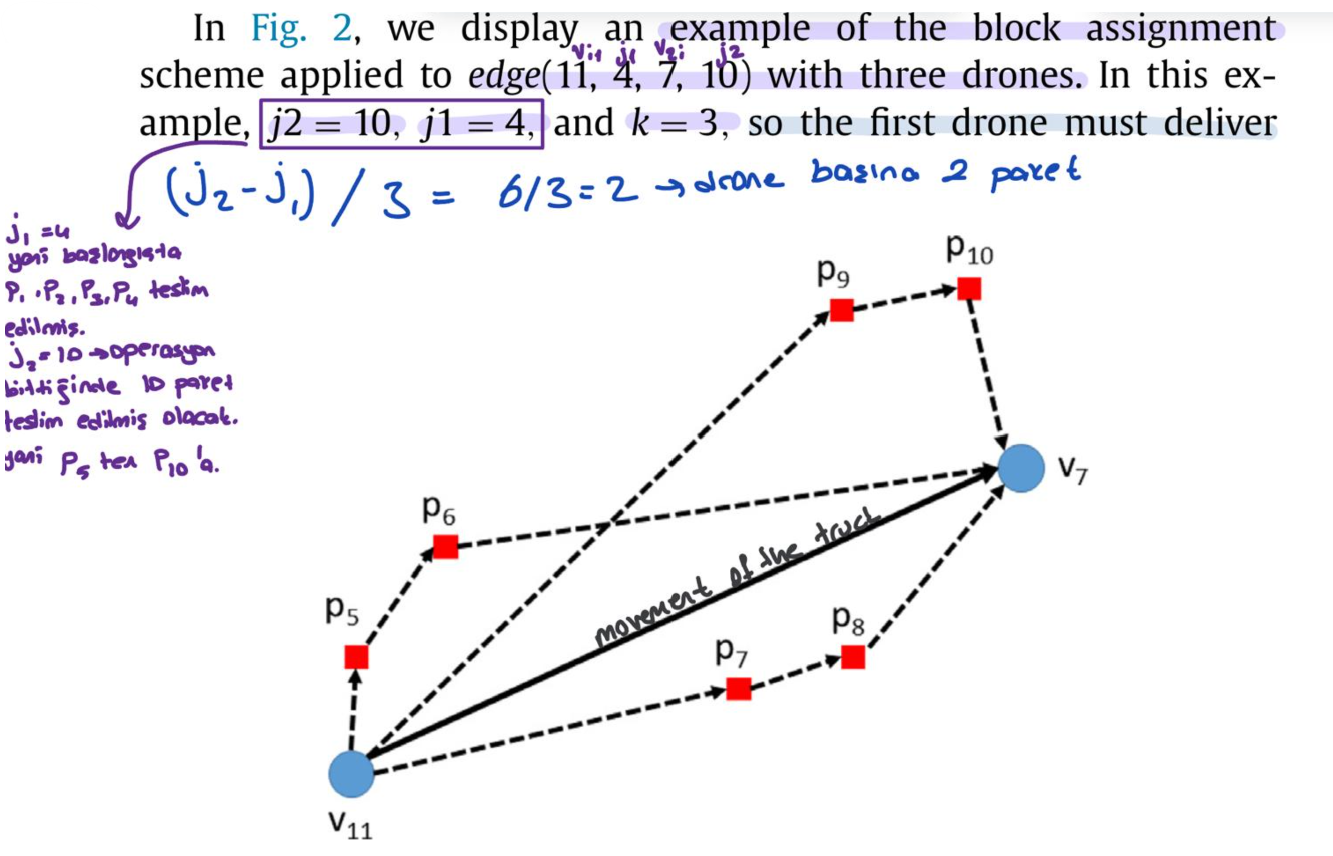 In Fig. 2, we display an example of the block assignment
vi1 j1 v2i j2
scheme applied to edge(11, 4, 7, 10) with three drones. In this ex-
ample, j2 = 10, j1 = 4, and k = 3, so the first drone must deliver
(j₂-j₁) / 3 = 6/3=2 → drone başına 2 paket
j₁ =4
yani başlangışta
P₁, P₂, P₃, P₄ teslim
edilmiş.
j₂=10 → operasyon
bittiğinde 10 paket
teslim edilmiş olacak.
yani P₅ ten P₁₀'a.
p₁₀
p₉
v₇
p₆
movement of the truck
p₅
p₈
p₇
v₁₁